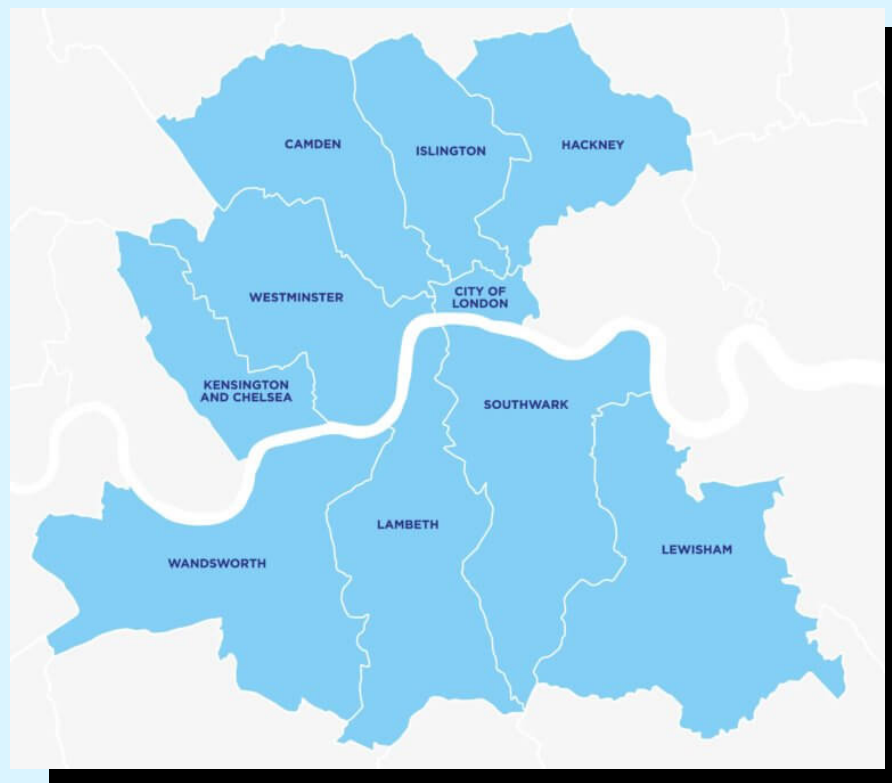 CAMDEN
ISLINGTON
HACKNEY
WESTMINSTER
CITY OF
LONDON
KENSINGTON
AND CHELSEA
SOUTHWARK
LAMBETH
WANDSWORTH
LEWISHAM